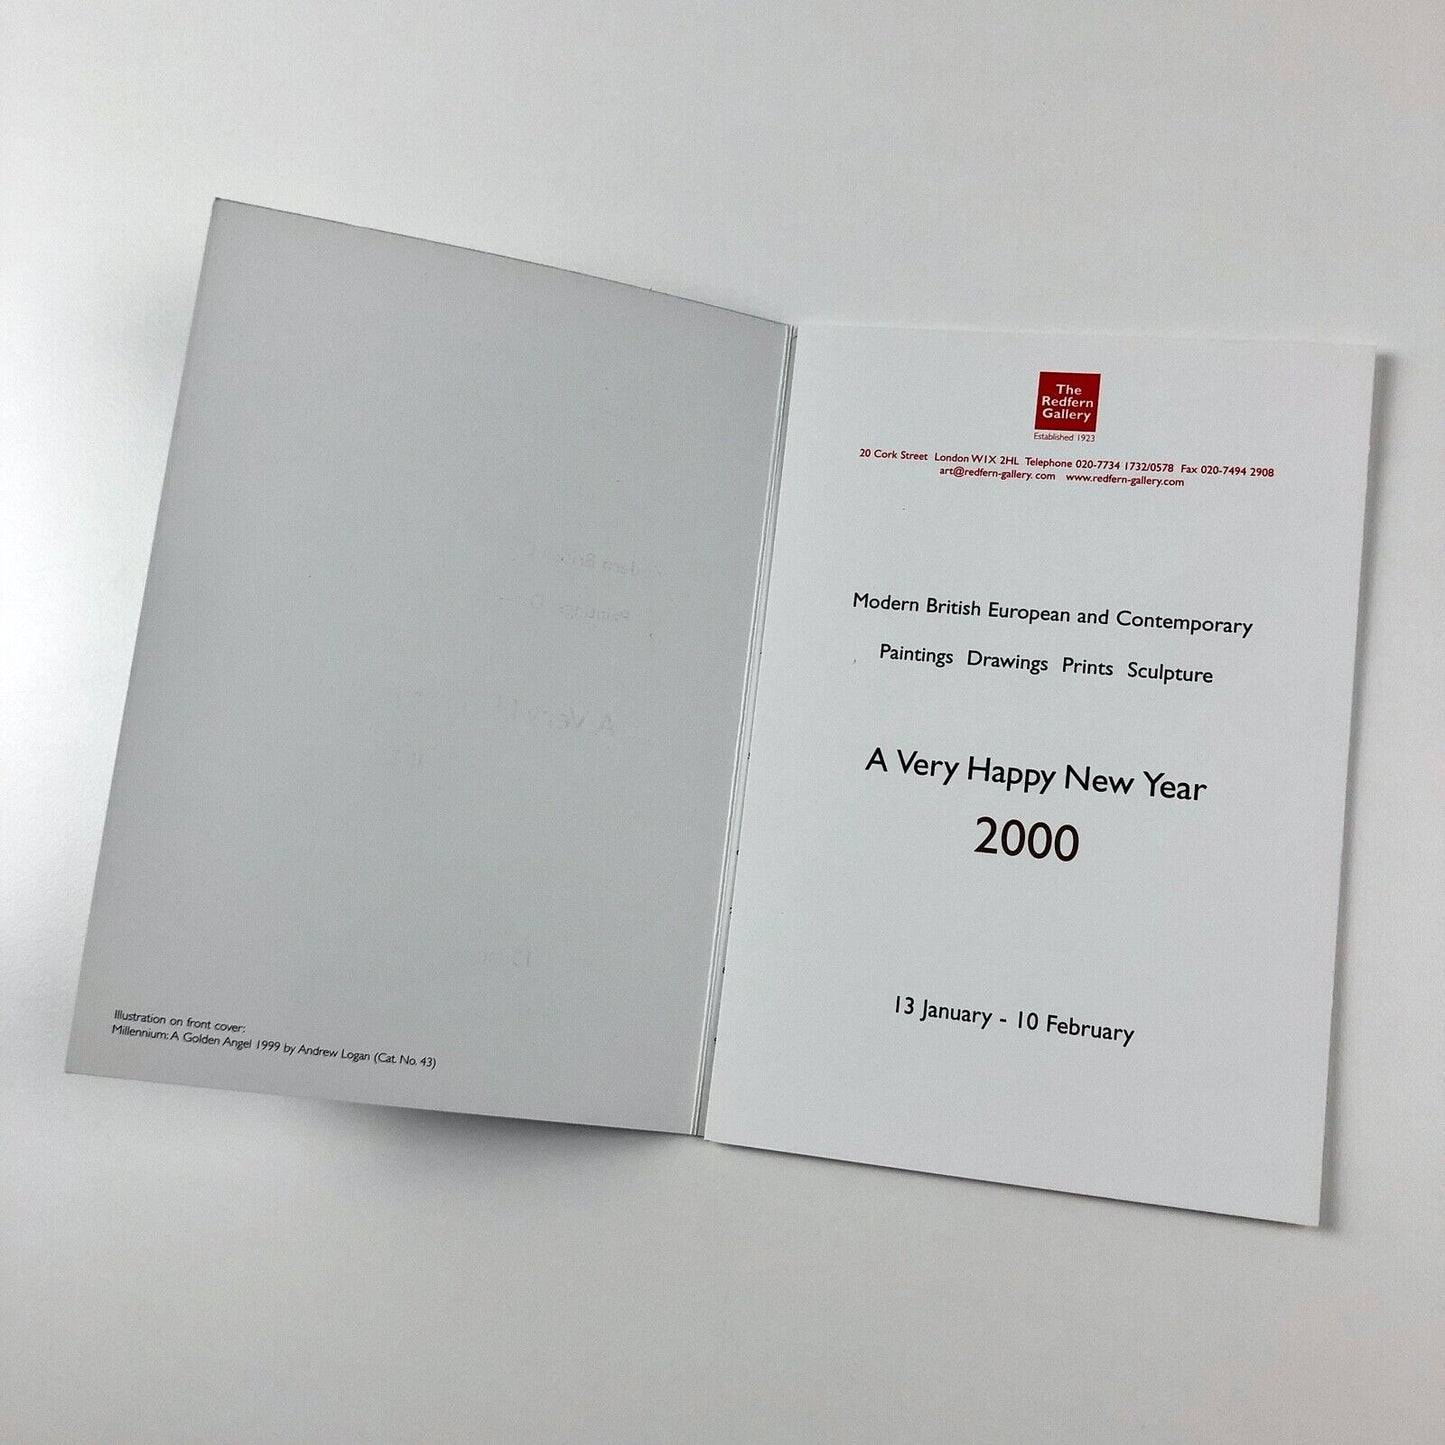 Illustration on front cover:
Millennium: A Golden Angel 1999 by Andrew Logan (Cat. No. 43)
The
Redfern
Gallery
Established 1923
20 Cork Street London W1X 2HL Telephone 020-7734 1732/0578 Fax 020-7494 2908
art@redfern-gallery. com www.redfern-gallery.com
Modern British European and Contemporary
Paintings Drawings Prints Sculpture
A Very Happy New Year
2000
13 January - 10 February